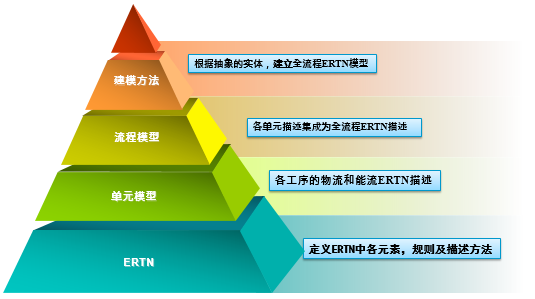 根据抽象的实体，建立全流程ERTN模型
建模方法
各单元描述集成为全流程ERTN描述
流程模型
各工序的物流和能流ERTN描述
单元模型
定义ERTN中各元素，规则及描述方法
ERTN